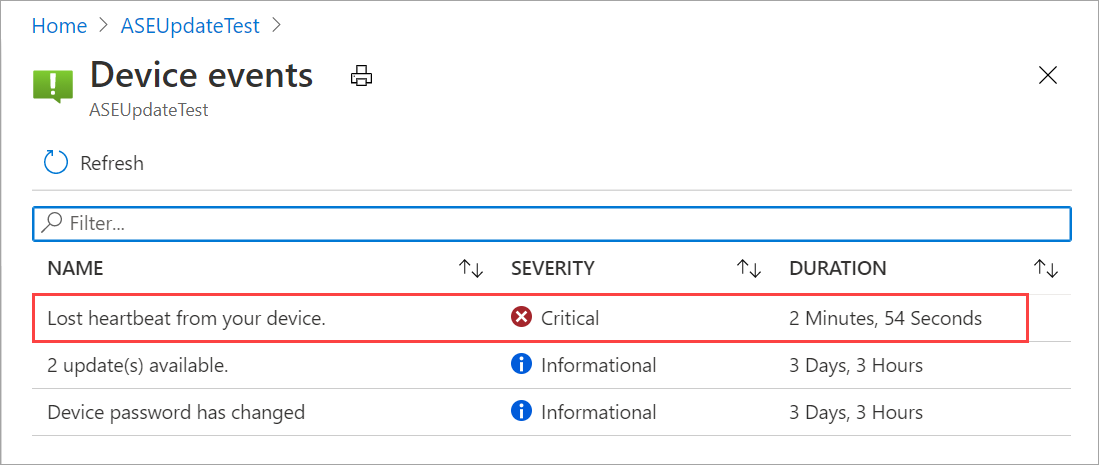 Home > ASEUpdateTest >
Device events
ASEUpdateTest
Refresh
Filter...
NAME SEVERITY DURATION
Lost heartbeat from your device. Critical 2 Minutes, 54 Seconds
2 update(s) available. Informational 3 Days, 3 Hours
Device password has changed Informational 3 Days, 3 Hours